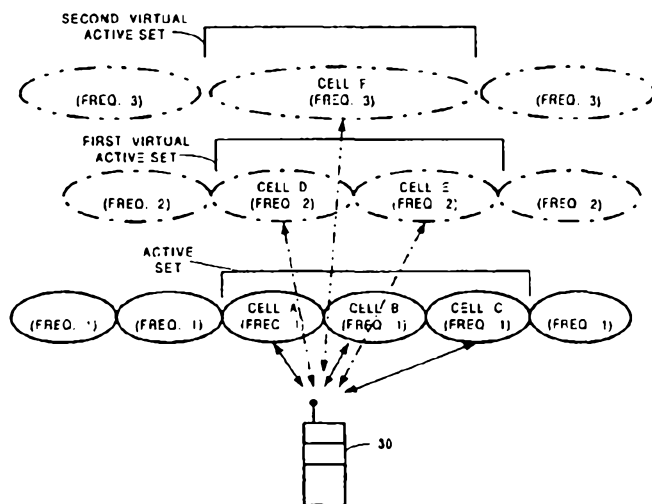 SECOND VIRTUAL
ACTIVE SET
CELL F
(FREQ. 3) (FREQ. 3) (FREQ. 3)
FIRST VIRTUAL
ACTIVE SET
CELL D CELL E
(FREQ. 2) (FREQ 2) (FREQ 2) (FREQ. 2)
ACTIVE
SET
CELL A CELL B CELL C
(FREQ. 1) (FREQ. 1) (FREQ 1) (FREQ. 1) (FREQ 1) (FREQ. 1)
30